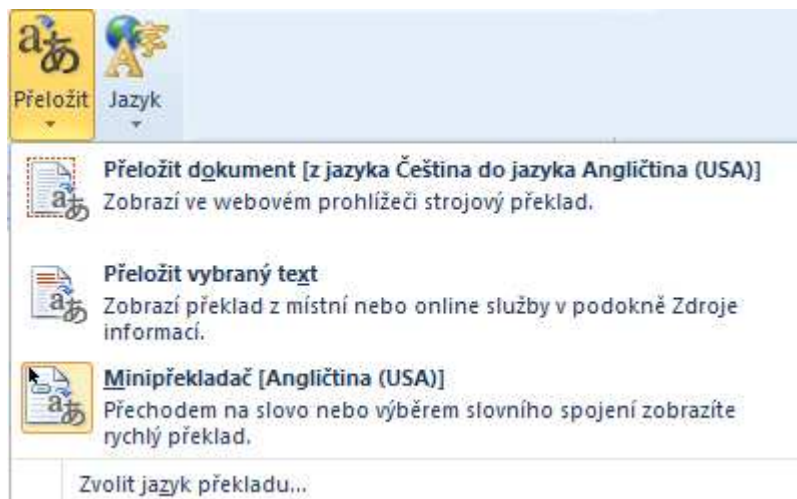 Přeložit Jazyk
Přeložit dokument [z jazyka Čeština do jazyka Angličtina (USA)]
Zobrazí ve webovém prohlížeči strojový překlad.
Přeložit vybraný text
Zobrazí překlad z místní nebo online služby v podokně Zdroje
informací.
Minipřekladač [Angličtina (USA)]
Přechodem na slovo nebo výběrem slovního spojení zobrazíte
rychlý překlad.
Zvolit jazyk překladu...